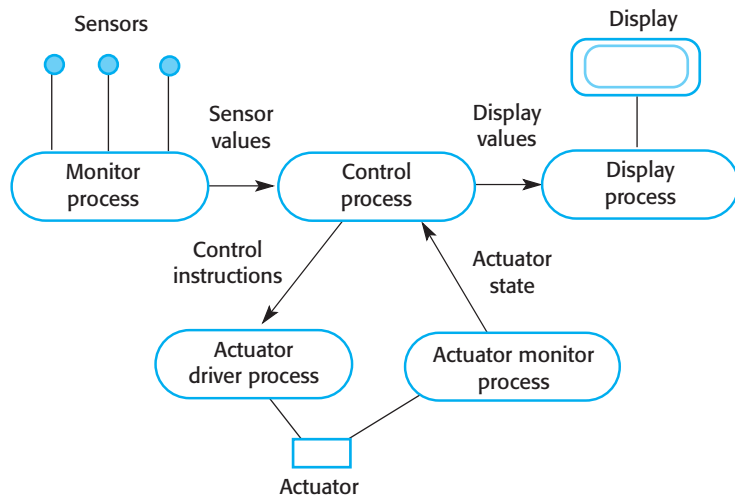 Sensors
Display
Sensor
values
Display
values
Monitor
process
Control
process
Display
process
Control
instructions
Actuator
state
Actuator
driver process
Actuator monitor
process
Actuator